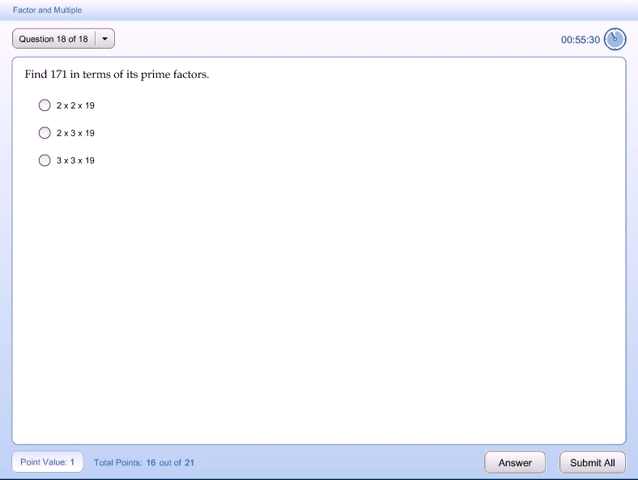 Factor and Multiple
Question 18 of 18
00:55:30
Find 171 in terms of its prime factors.
2 x 2 x 19
2 x 3 x 19
3 x 3 x 19
Point Value: 1
Total Points: 16 out of 21
Answer
Submit All